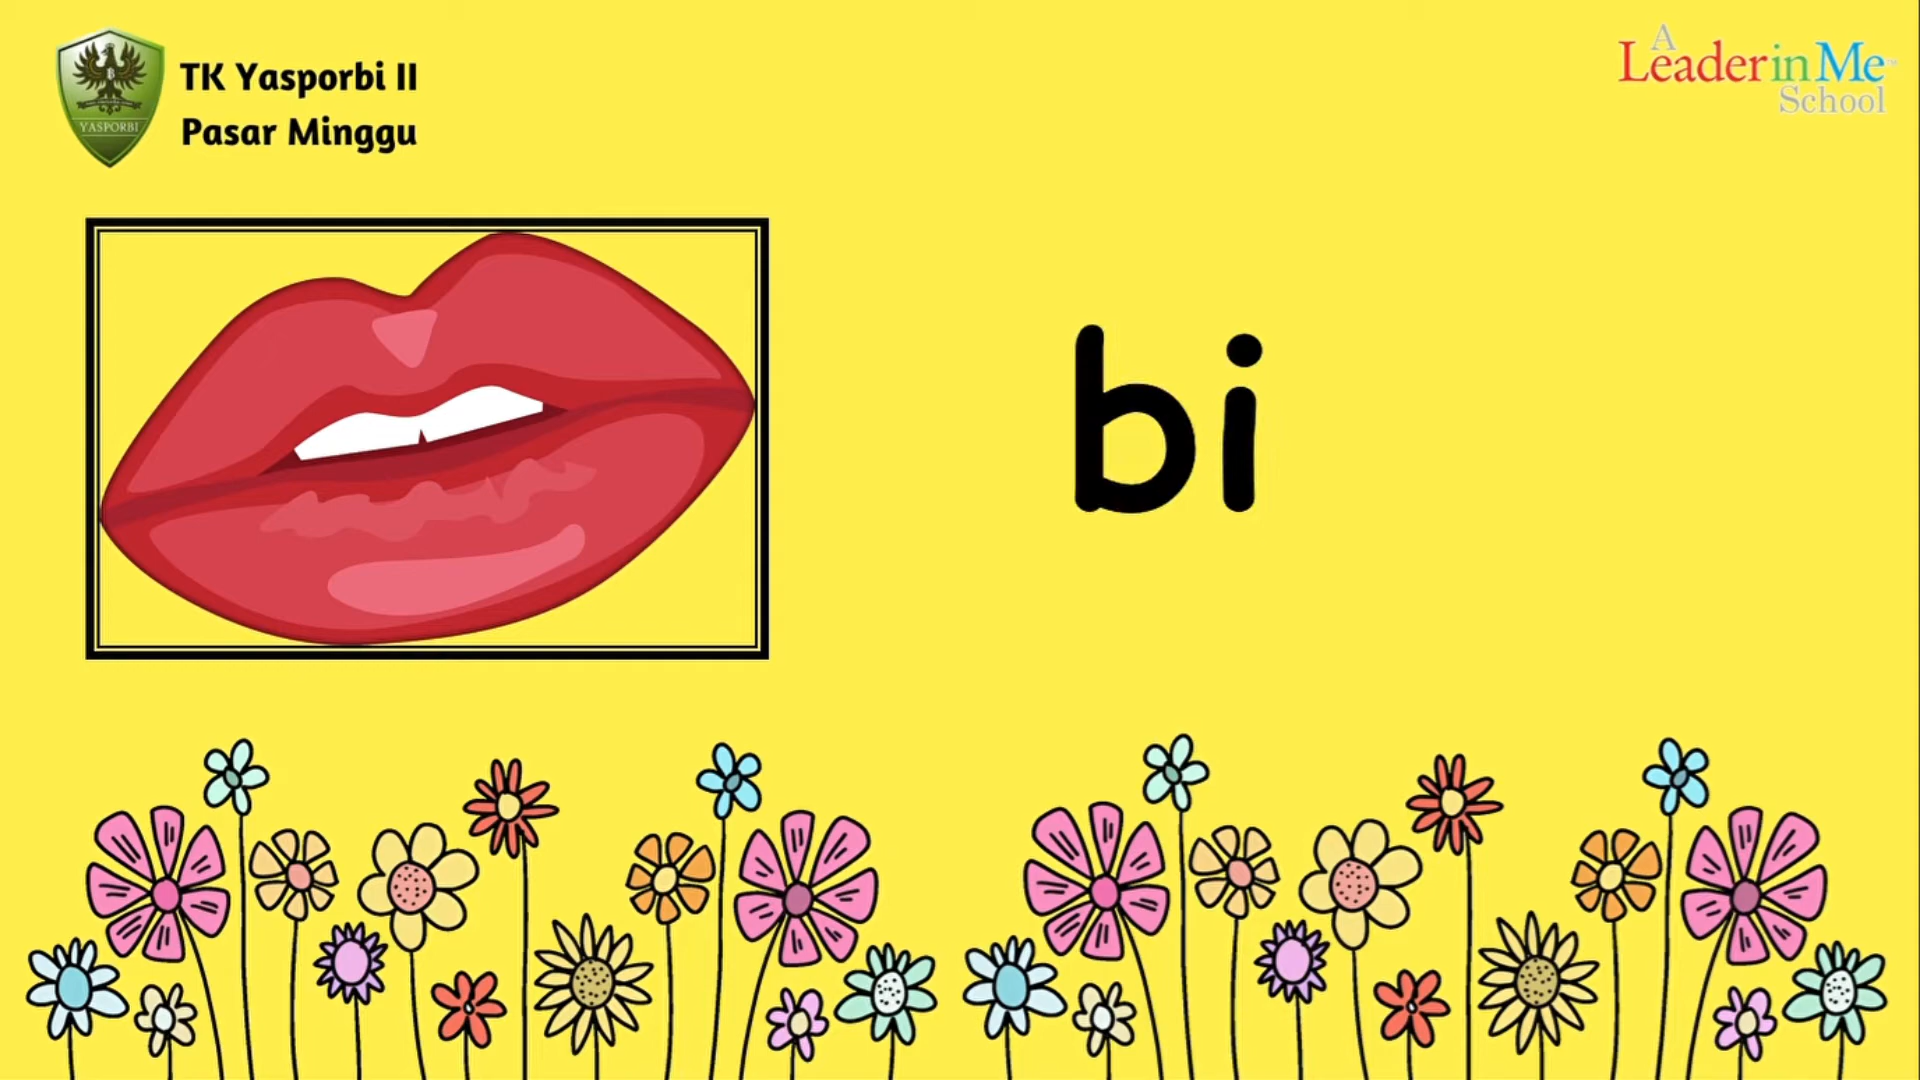 TK Yasporbi II
Pasar Minggu
YASPORBI
A
Leader in Me
School
bi